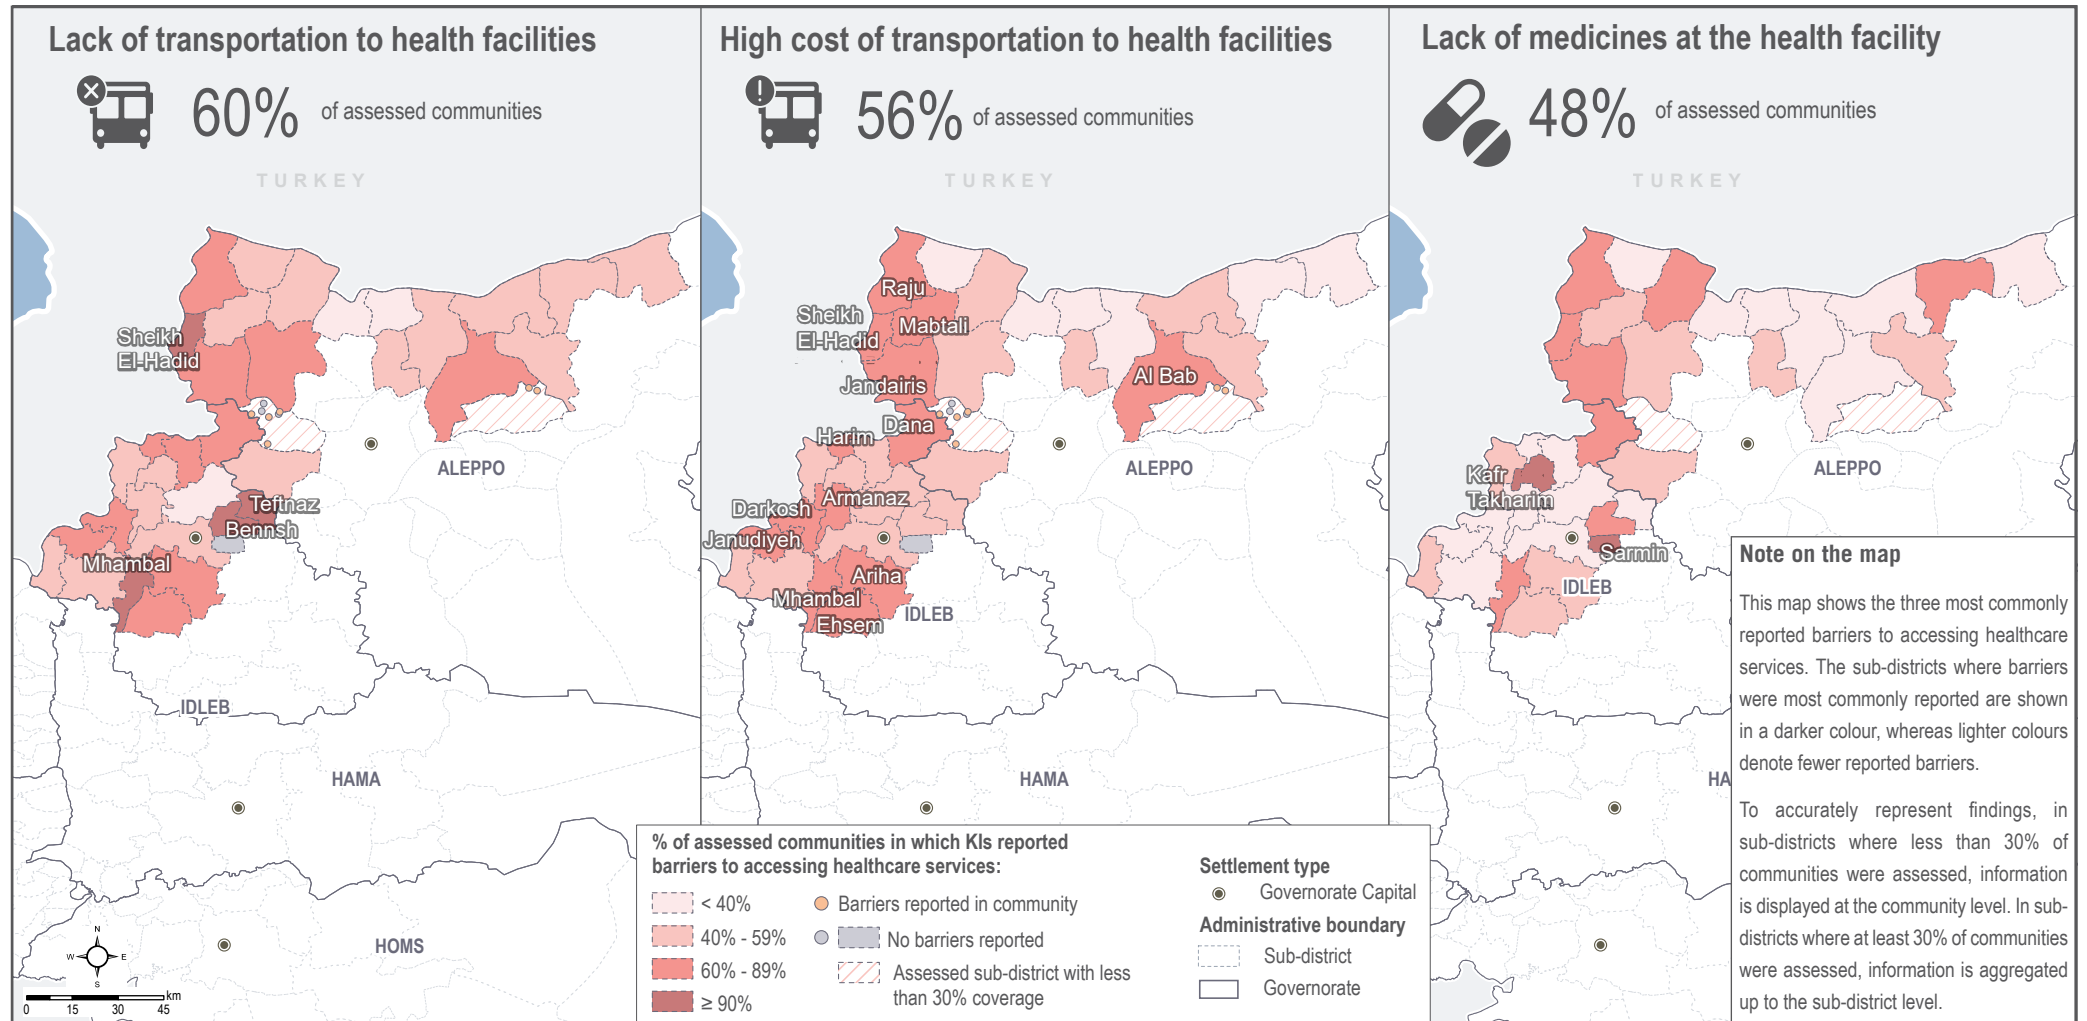 Lack of transportation to health facilities
60% of assessed communities
TURKEY
Sheikh
El-Hadid
ALEPPO
Teftnaz
Bennsh
Mhambal
IDLEB
HAMA
HOMS
N
W E
S
km
0 15 30 45
High cost of transportation to health facilities
56% of assessed communities
TURKEY
Raju
Sheikh
El-Hadid
Mabtali
Jandairis
Al Bab
Dana
Harim
ALEPPO
Armanaz
Darkosh
Janudiyeh
Ariha
Mhambal
IDLEB
Ehsem
HAMA
Lack of medicines at the health facility
48% of assessed communities
TURKEY
ALEPPO
Kafr
Takharim
Sarmin
IDLEB
HA
Note on the map
This map shows the three most commonly
reported barriers to accessing healthcare
services. The sub-districts where barriers
were most commonly reported are shown
in a darker colour, whereas lighter colours
denote fewer reported barriers.
To accurately represent findings, in
sub-districts where less than 30% of
communities were assessed, information
is displayed at the community level. In sub-
districts where at least 30% of communities
were assessed, information is aggregated
up to the sub-district level.
% of assessed communities in which KIs reported
barriers to accessing healthcare services:
< 40%
40% - 59%
60% - 89%
≥ 90%
Barriers reported in community
No barriers reported
Assessed sub-district with less
than 30% coverage
Settlement type
Governorate Capital
Administrative boundary
Sub-district
Governorate